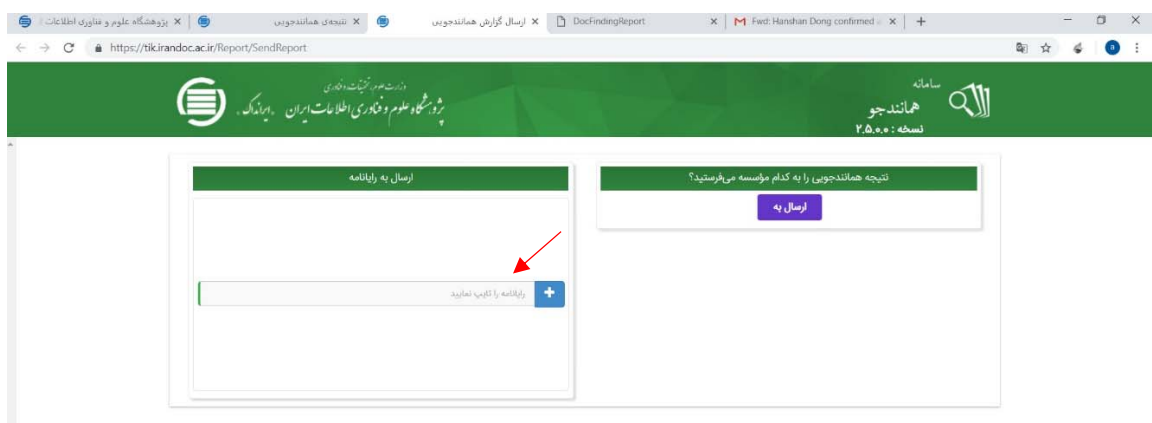 پژوهشگاه علوم و فناوری اطلاعات
نتیجه‌ی همانندجویی
ارسال گزارش همانندجویی
DocFindingReport
Fwd: Hanshan Dong confirmed
https://tik.irandoc.ac.ir/Report/SendReport
سامانه
همانندجو
نسخه : ۲.۵.۰.۰
وزارت علوم، تحقیقات و فناوری
پژوهشگاه علوم و فناوری اطلاعات ایران ـ ایرانداک ـ
نتیجه همانندجویی را به کدام مؤسسه می‌فرستید؟
ارسال به
ارسال به رایانامه
رایانامه را تایپ نمایید